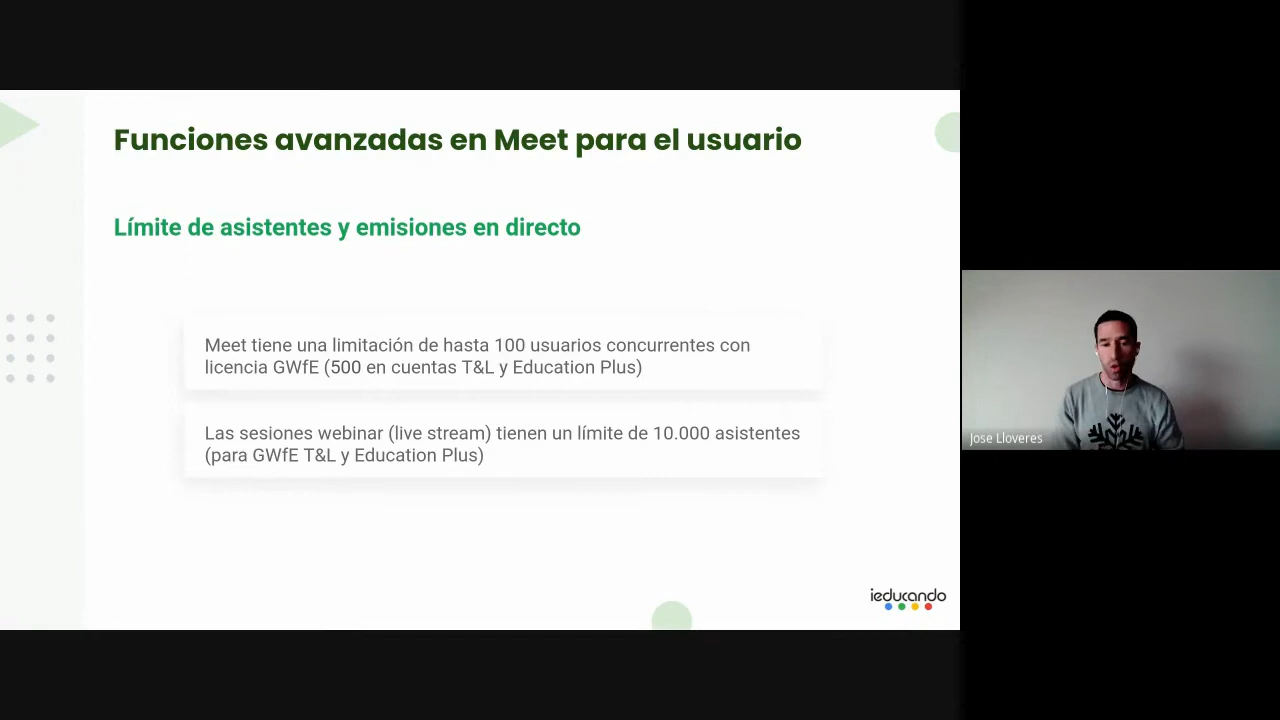 Funciones avanzadas en Meet para el usuario
Límite de asistentes y emisiones en directo
Meet tiene una limitación de hasta 100 usuarios concurrentes con
licencia GWfE (500 en cuentas T&L y Education Plus)
Las sesiones webinar (live stream) tienen un límite de 10.000 asistentes
(para GWfE T&L y Education Plus)
ieducando
Jose Lloveres